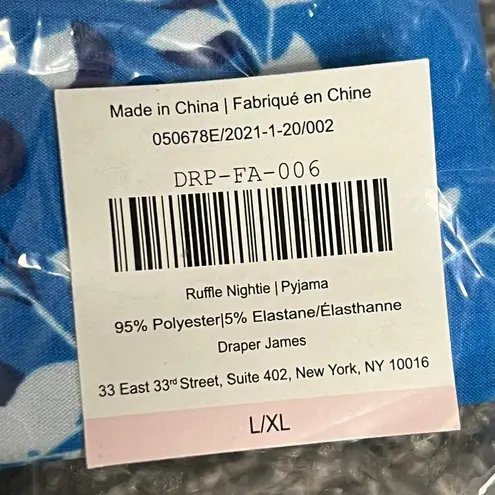 Made in China | Fabriqué en Chine
050678E/2021-1-20/002
DRP-FA-006
Ruffle Nightie | Pyjama
95% Polyester|5% Elastane/Élasthanne
Draper James
33 East 33rd Street, Suite 402, New York, NY 10016
L/XL